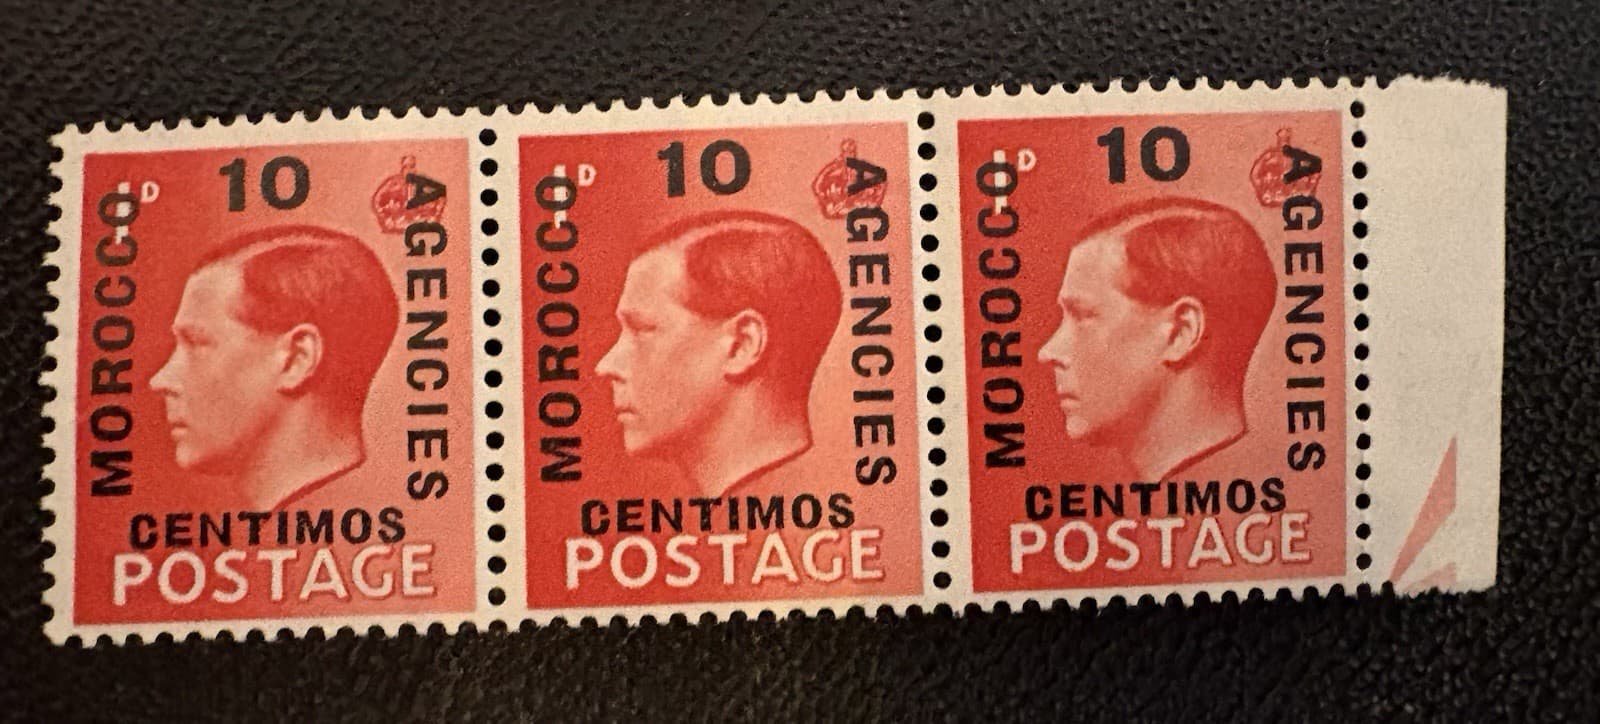 1D
10
MOROCCO
AGENCIES
CENTIMOS
POSTAGE
1D
10
MOROCCO
AGENCIES
CENTIMOS
POSTAGE
1D
10
MOROCCO
AGENCIES
CENTIMOS
POSTAGE